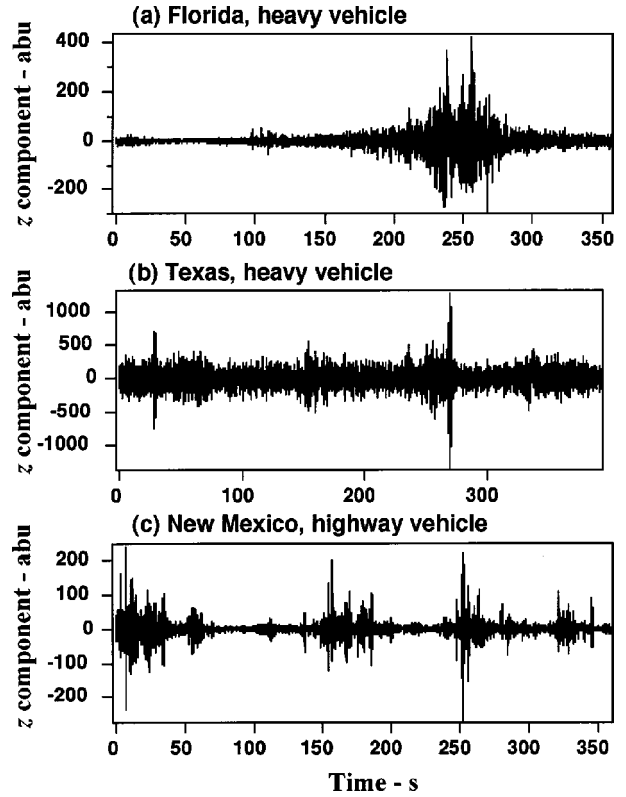 (a) Florida, heavy vehicle
z component - abu
400
200
0
-200
0 50 100 150 200 250 300 350
(b) Texas, heavy vehicle
z component - abu
1000
500
0
-500
-1000
0 100 200 300
(c) New Mexico, highway vehicle
z component - abu
200
100
0
-100
-200
0 50 100 150 200 250 300 350
Time - s